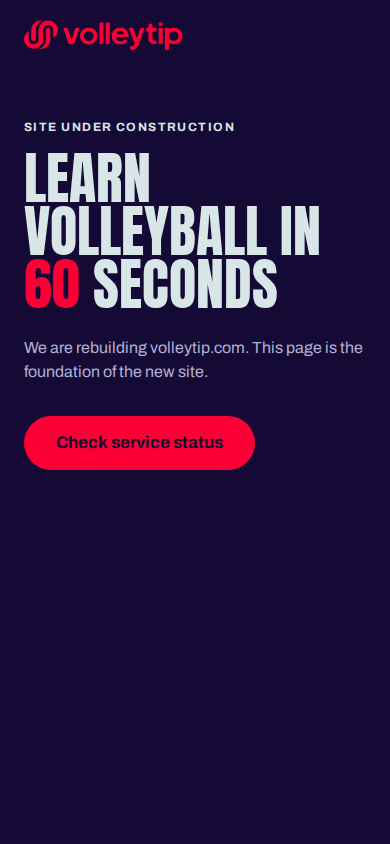 volleytip
SITE UNDER CONSTRUCTION
LEARN
VOLLEYBALL IN
60 SECONDS
We are rebuilding volleytip.com. This page is the
foundation of the new site.
Check service status